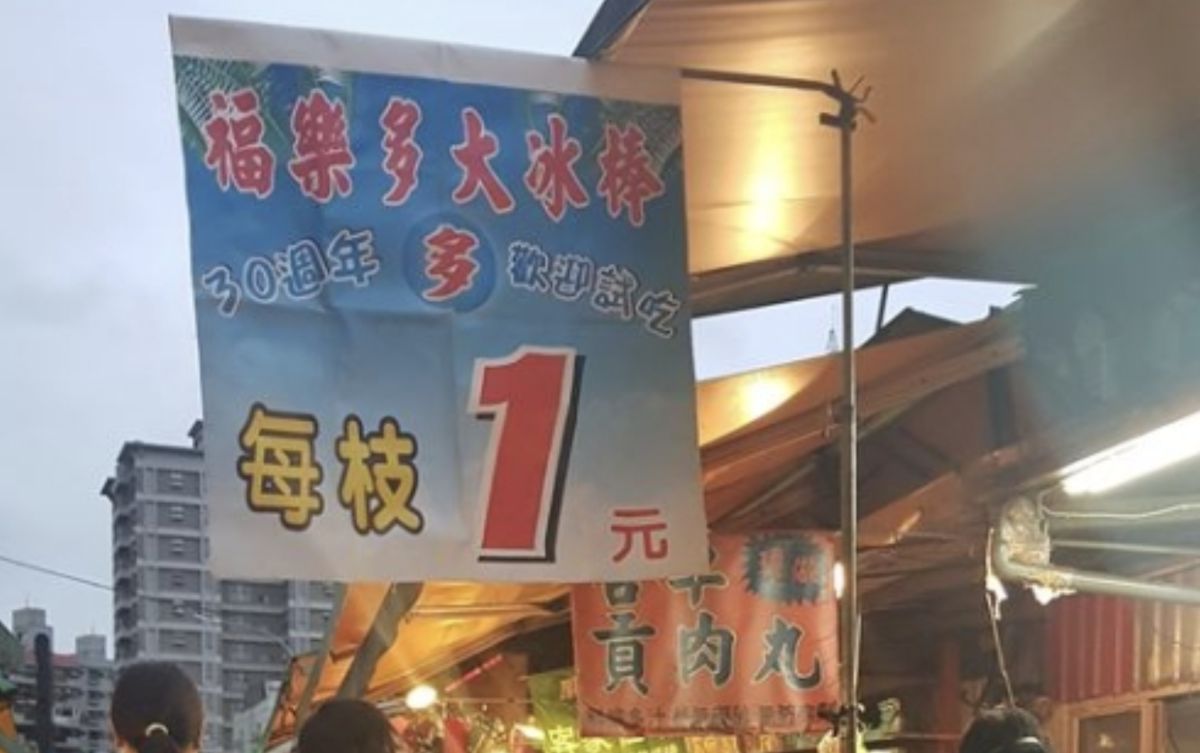 福樂多大冰棒
30週年 多 歡迎試吃
每枝 1 元
貢肉丸